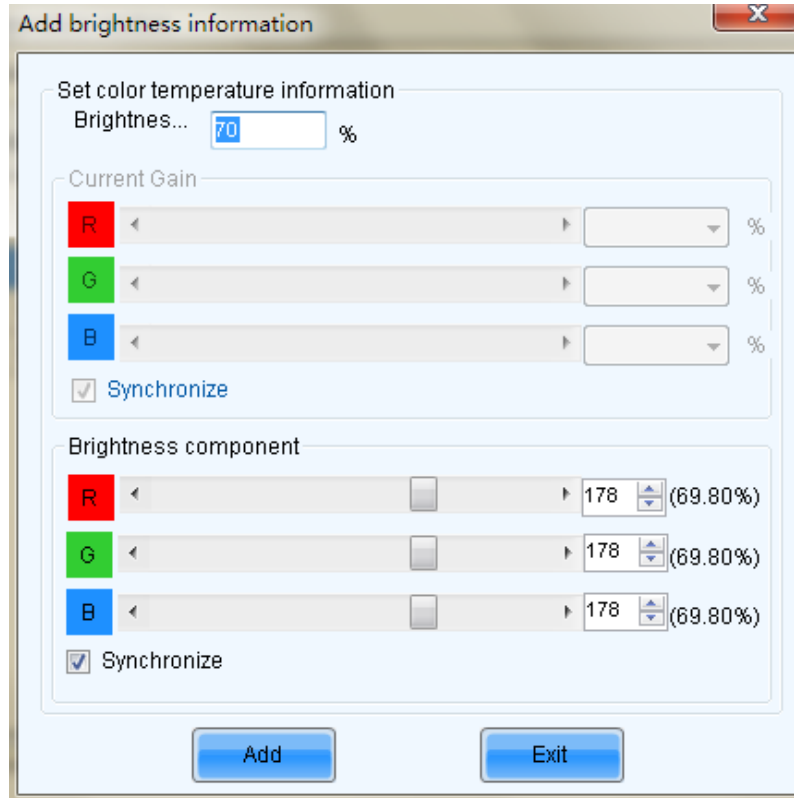 Add brightness information
x
Set color temperature information
Brightnes... 70 %
Current Gain
R %
G %
B %
Synchronize
Brightness component
R 178 (69.80%)
G 178 (69.80%)
B 178 (69.80%)
Synchronize
Add Exit